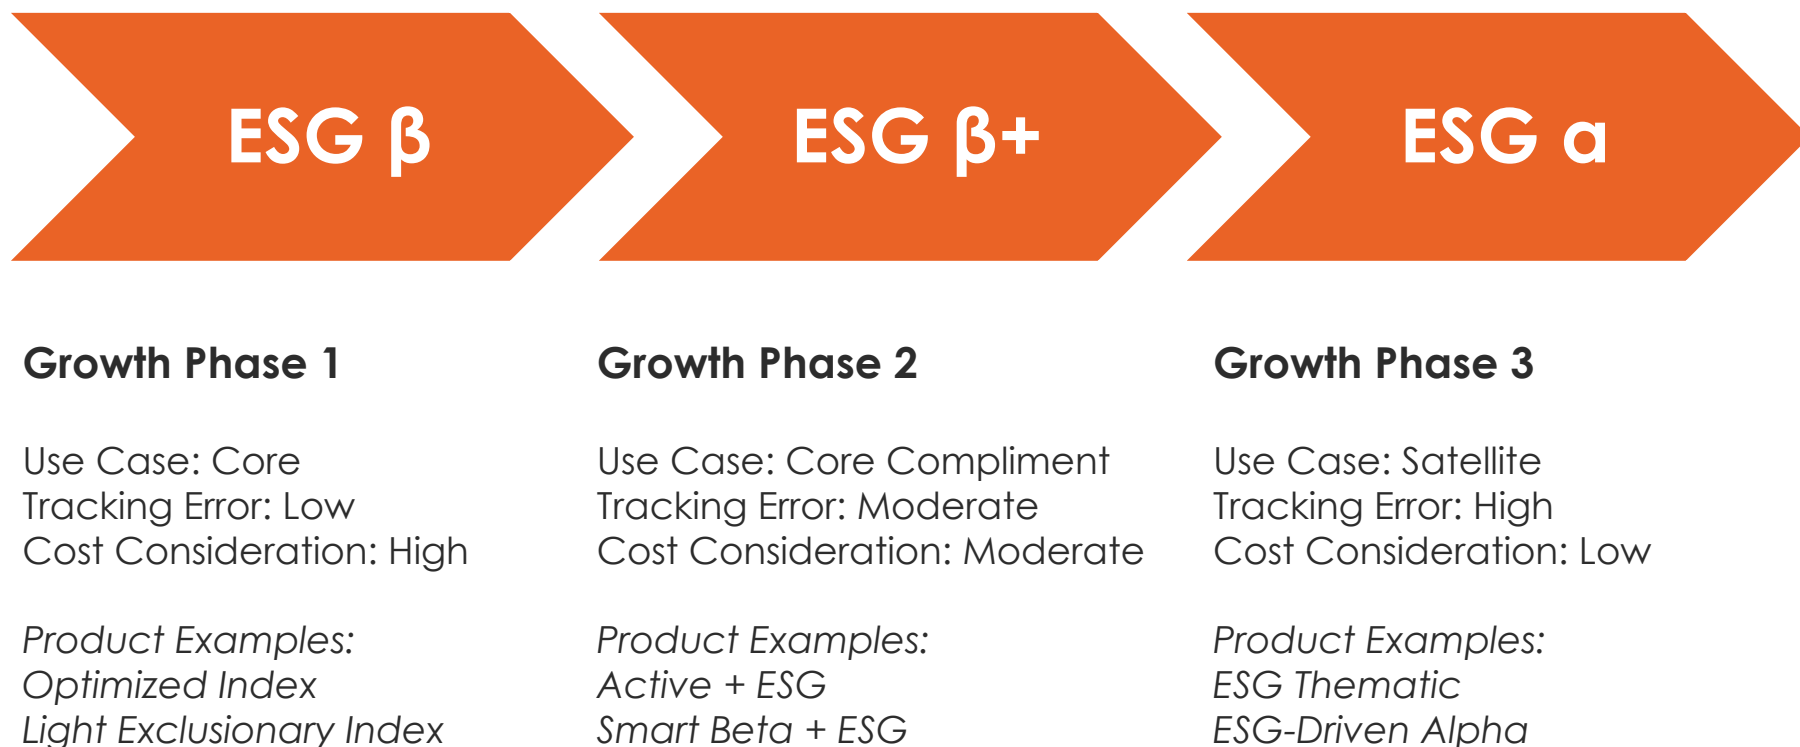 ESG β
ESG β+
ESG α
Growth Phase 1
Use Case: Core
Tracking Error: Low
Cost Consideration: High
Product Examples:
Optimized Index
Light Exclusionary Index
Growth Phase 2
Use Case: Core Compliment
Tracking Error: Moderate
Cost Consideration: Moderate
Product Examples:
Active + ESG
Smart Beta + ESG
Growth Phase 3
Use Case: Satellite
Tracking Error: High
Cost Consideration: Low
Product Examples:
ESG Thematic
ESG-Driven Alpha